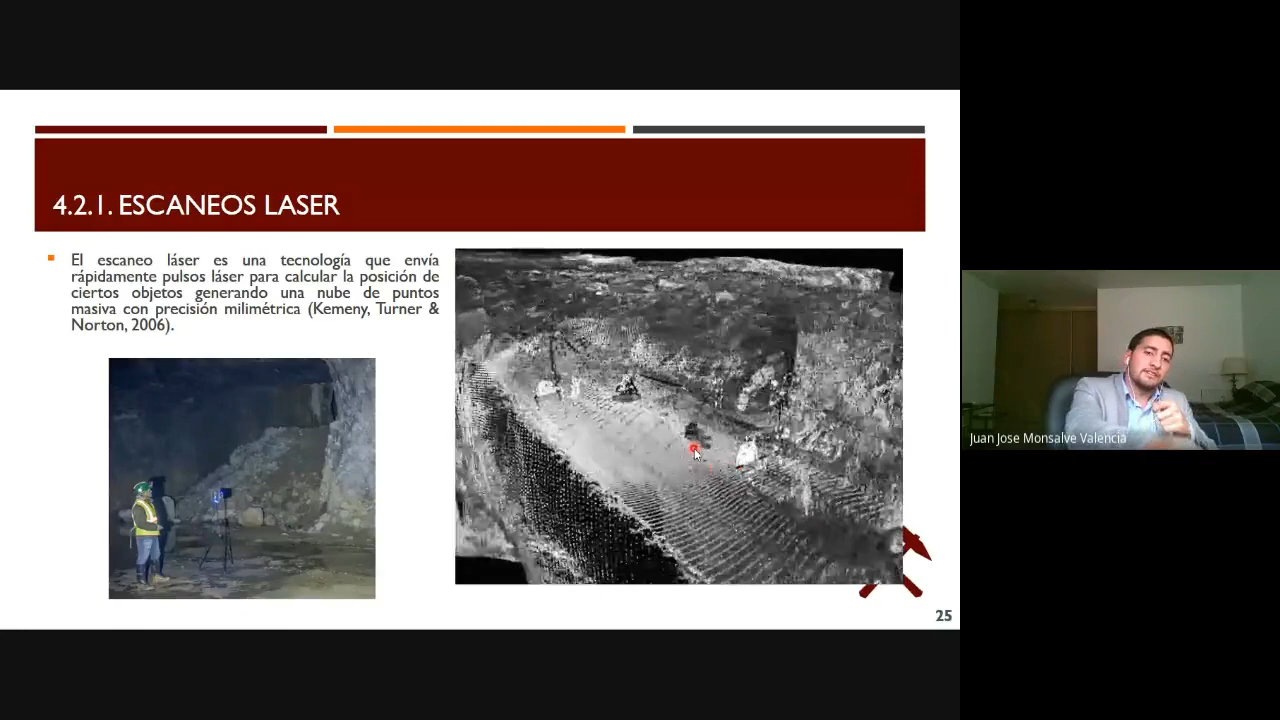 4.2.1. ESCANEOS LASER
El escaneo láser es una tecnología que envía
rápidamente pulsos láser para calcular la posición de
ciertos objetos generando una nube de puntos
masiva con precisión milimétrica (Kemeny, Turner &
Norton, 2006).
Juan Jose Monsalve Valencia
25